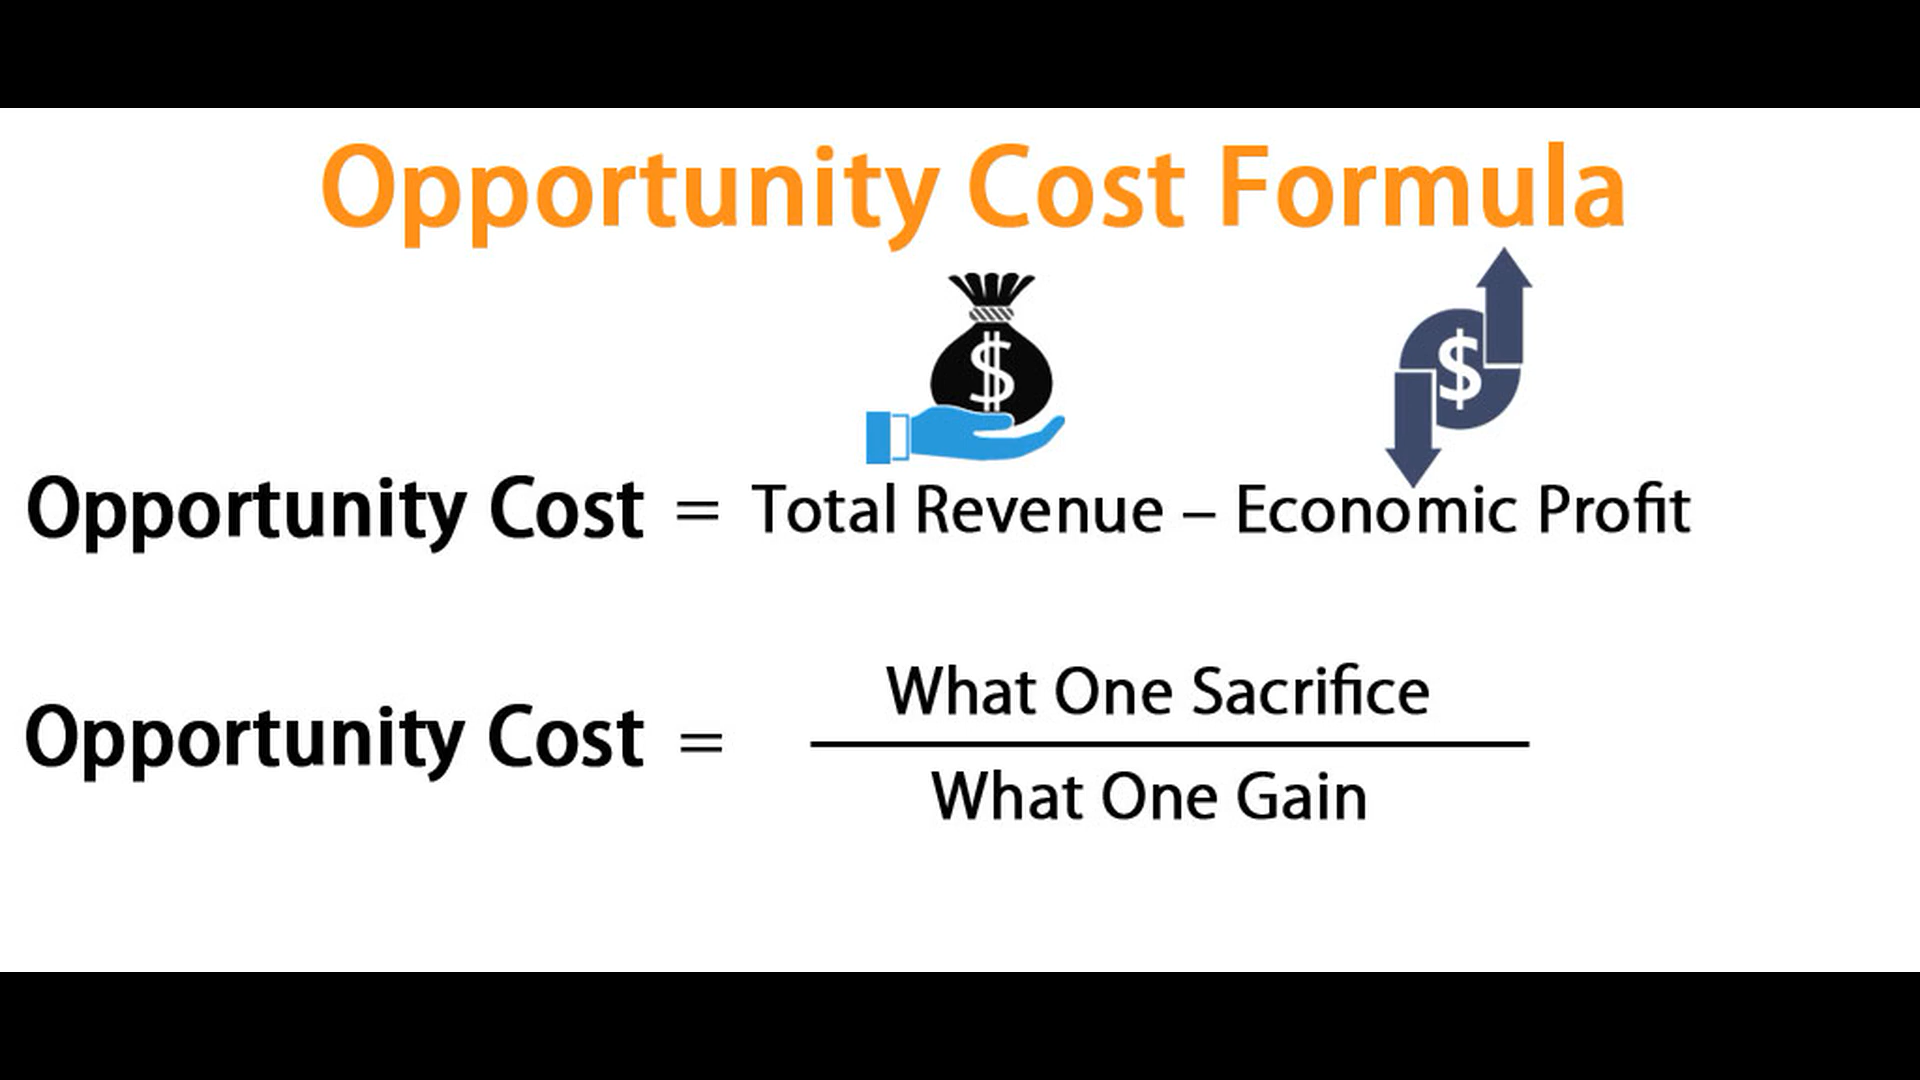 Opportunity Cost Formula
$ $
Opportunity Cost = Total Revenue – Economic Profit
What One Sacrifice
Opportunity Cost =
What One Gain